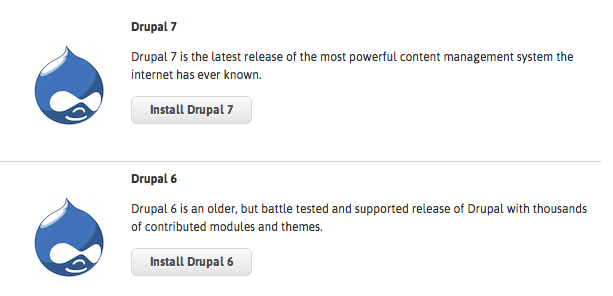 Drupal 7
Drupal 7 is the latest release of the most powerful content management system the
internet has ever known.
Install Drupal 7
Drupal 6
Drupal 6 is an older, but battle tested and supported release of Drupal with thousands
of contributed modules and themes.
Install Drupal 6